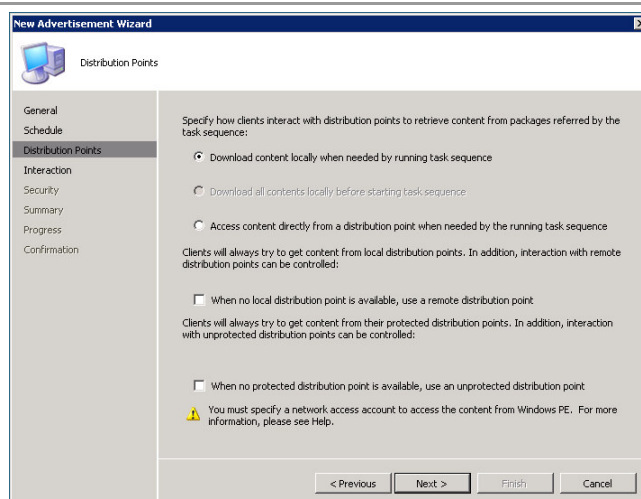 New Advertisement Wizard
Distribution Points
General
Schedule
Distribution Points
Interaction
Security
Summary
Progress
Confirmation
Specify how clients interact with distribution points to retrieve content from packages referred by the
task sequence:
Download content locally when needed by running task sequence
Download all contents locally before starting task sequence
Access content directly from a distribution point when needed by the running task sequence
Clients will always try to get content from local distribution points. In addition, interaction with remote
distribution points can be controlled:
When no local distribution point is available, use a remote distribution point
Clients will always try to get content from their protected distribution points. In addition, interaction
with unprotected distribution points can be controlled:
When no protected distribution point is available, use an unprotected distribution point
You must specify a network access account to access the content from Windows PE. For more
information, please see Help.
< Previous
Next >
Finish
Cancel